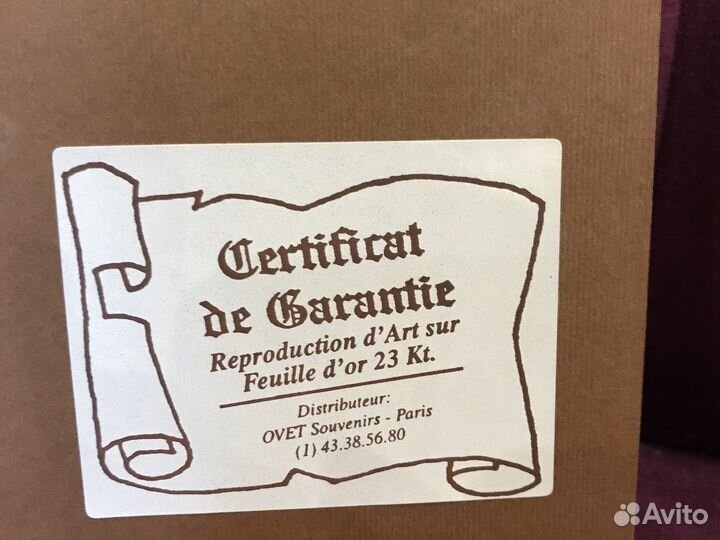 Certificat
de Garantie
Reproduction d'Art sur
Feuille d'or 23 Kt.
Distributeur:
OVET Souvenirs - Paris
(1) 43.38.56.80
Avito